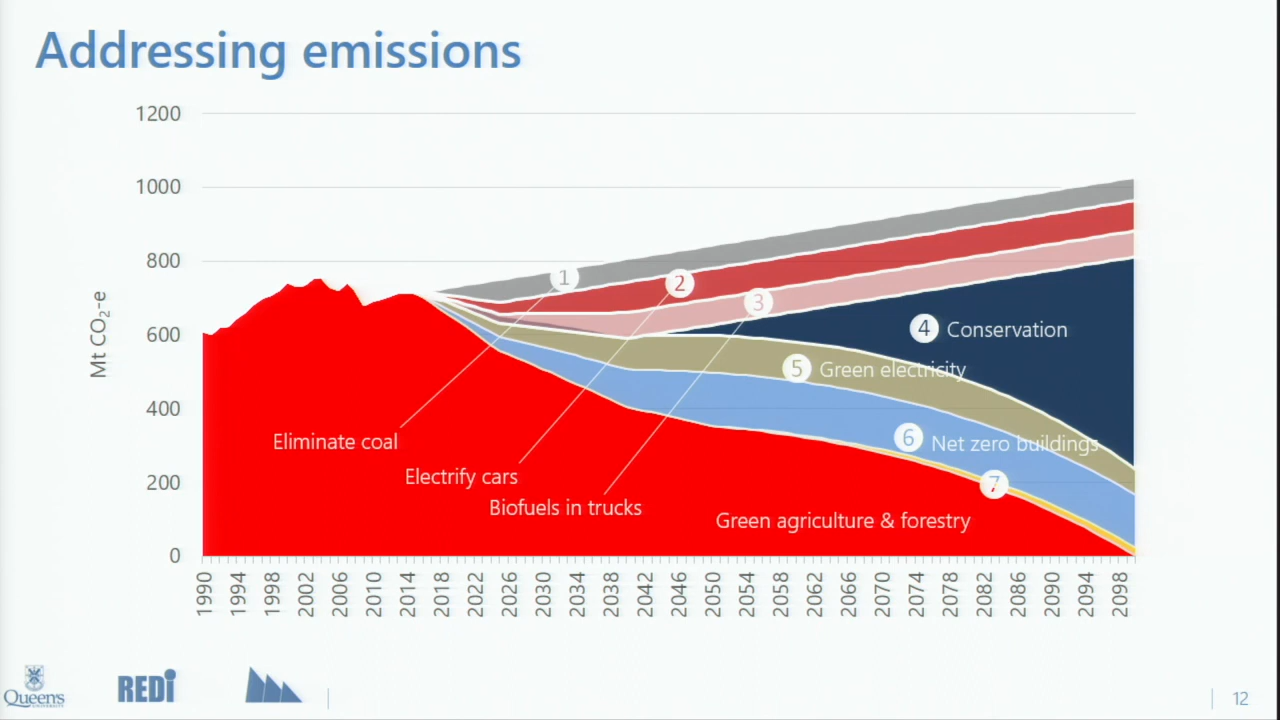 Addressing emissions
1200
1000
800
600
400
200
0
Mt CO₂-e
1
2
3
4 Conservation
5 Green electricity
6 Net zero buildings
7
Eliminate coal
Electrify cars
Biofuels in trucks
Green agriculture & forestry
1990 1994 1998 2002 2006 2010 2014 2018 2022 2026 2030 2034 2038 2042 2046 2050 2054 2058 2062 2066 2070 2074 2078 2082 2086 2090 2094 2098
Queen's
UNIVERSITY
REDi
12